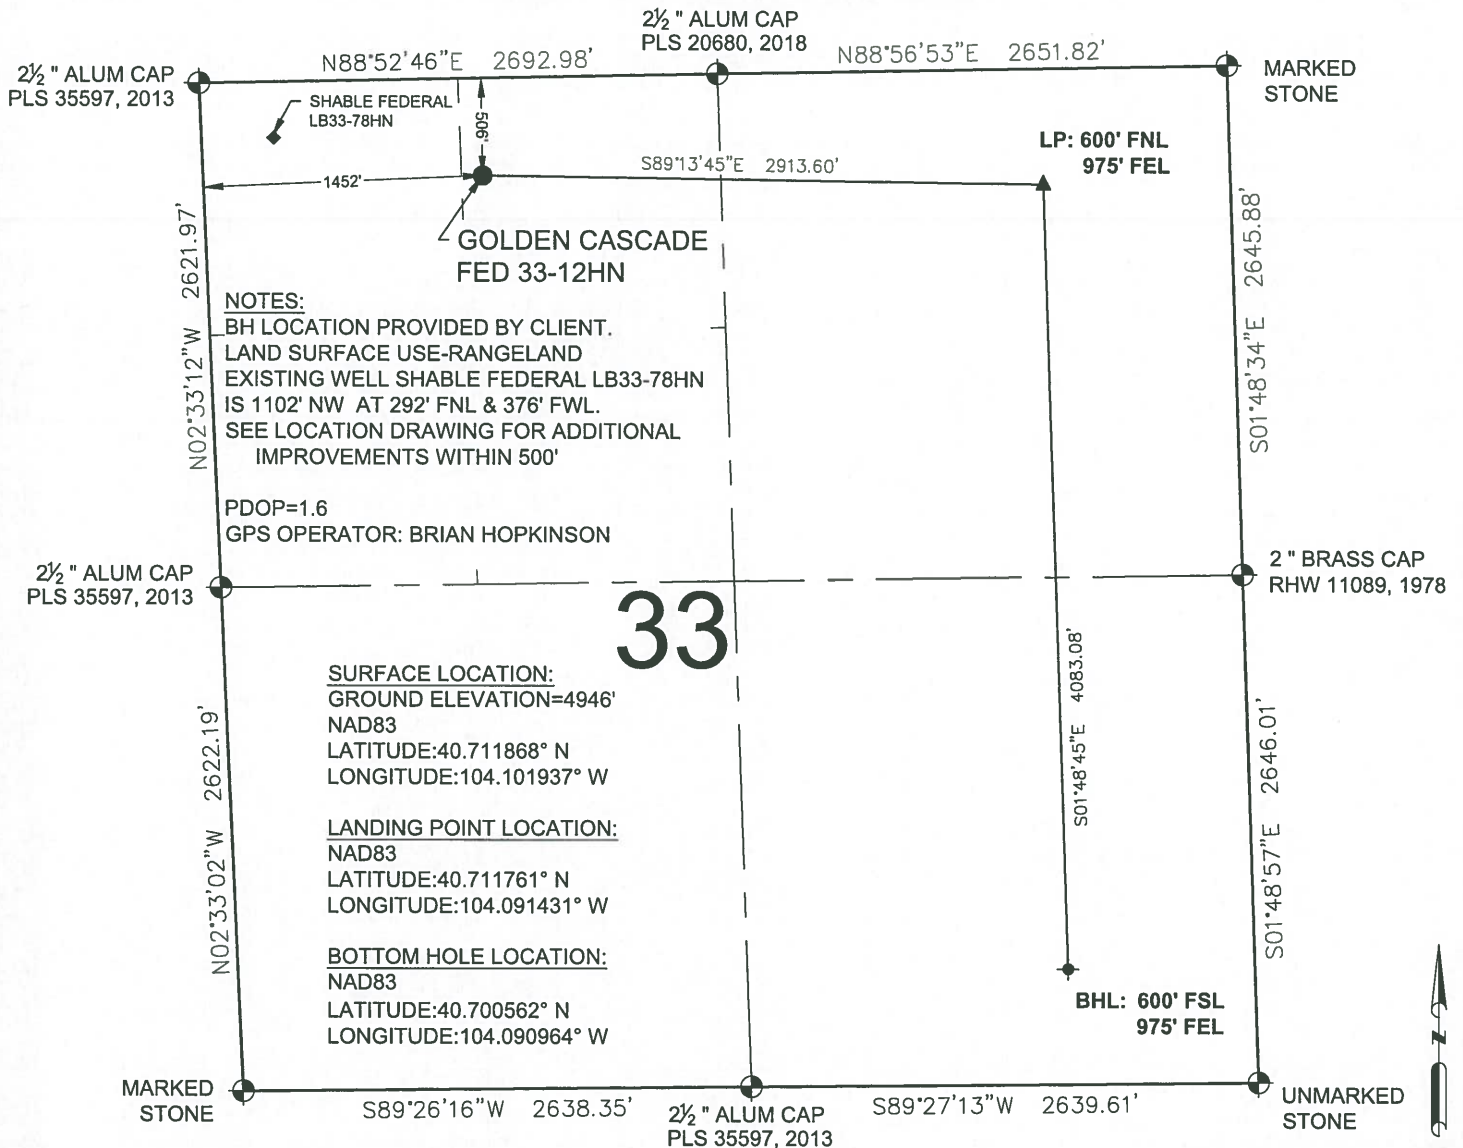 2½ " ALUM CAP
PLS 20680, 2018
N88°52'46"E 2692.98'
N88°56'53"E 2651.82'
2½ " ALUM CAP
PLS 35597, 2013
MARKED
STONE
SHABLE FEDERAL
LB33-78HN
506'
LP: 600' FNL
975' FEL
S89°13'45"E 2913.60'
1452'
GOLDEN CASCADE
FED 33-12HN
N02°33'12"W 2621.97'
S01°48'34"E 2645.88'
NOTES:
BH LOCATION PROVIDED BY CLIENT.
LAND SURFACE USE-RANGELAND
EXISTING WELL SHABLE FEDERAL LB33-78HN
IS 1102' NW AT 292' FNL & 376' FWL.
SEE LOCATION DRAWING FOR ADDITIONAL
IMPROVEMENTS WITHIN 500'
PDOP=1.6
GPS OPERATOR: BRIAN HOPKINSON
2½ " ALUM CAP
PLS 35597, 2013
2 " BRASS CAP
RHW 11089, 1978
33
S01°48'45"E 4083.08'
SURFACE LOCATION:
GROUND ELEVATION=4946'
NAD83
LATITUDE:40.711868° N
LONGITUDE:104.101937° W
N02°33'02"W 2622.19'
S01°48'57"E 2646.01'
LANDING POINT LOCATION:
NAD83
LATITUDE:40.711761° N
LONGITUDE:104.091431° W
BOTTOM HOLE LOCATION:
NAD83
LATITUDE:40.700562° N
LONGITUDE:104.090964° W
BHL: 600' FSL
975' FEL
N
MARKED
STONE
S89°26'16"W 2638.35'
2½ " ALUM CAP
PLS 35597, 2013
S89°27'13"W 2639.61'
UNMARKED
STONE